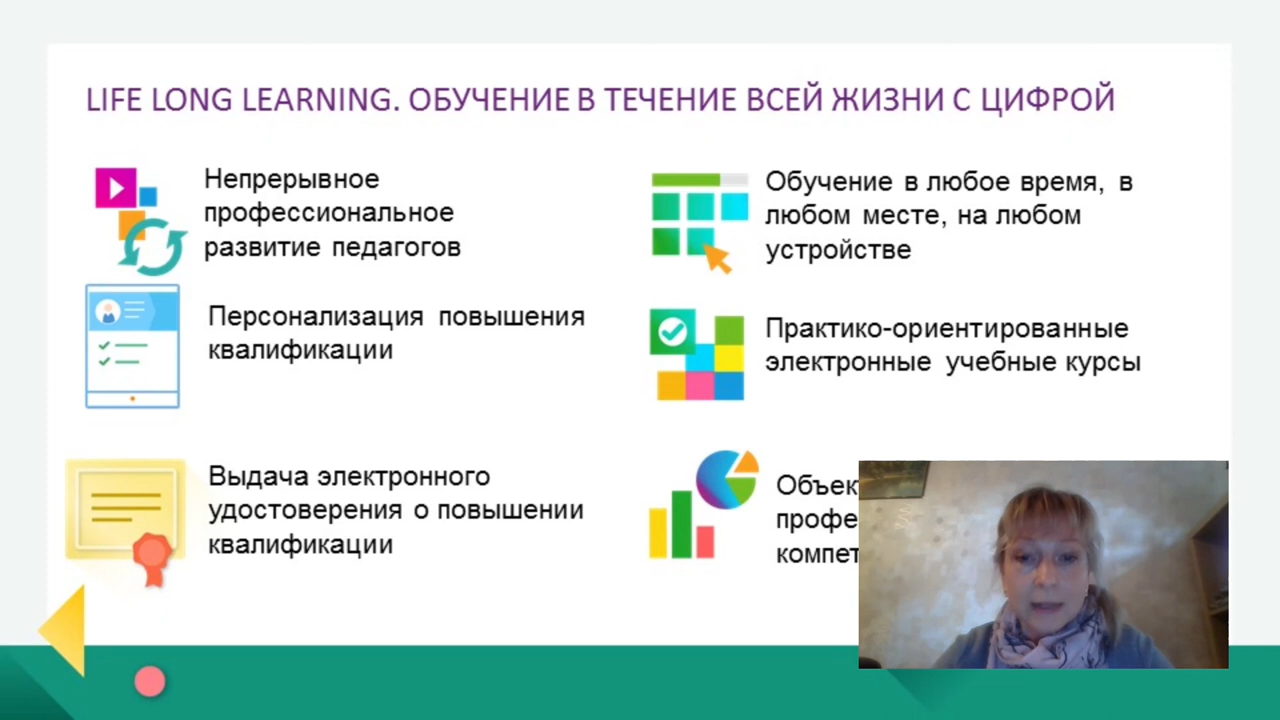 LIFE LONG LEARNING. ОБУЧЕНИЕ В ТЕЧЕНИЕ ВСЕЙ ЖИЗНИ С ЦИФРОЙ
Непрерывное
профессиональное
развитие педагогов
Обучение в любое время, в
любом месте, на любом
устройстве
Персонализация повышения
квалификации
Практико-ориентированные
электронные учебные курсы
Выдача электронного
удостоверения о повышении
квалификации